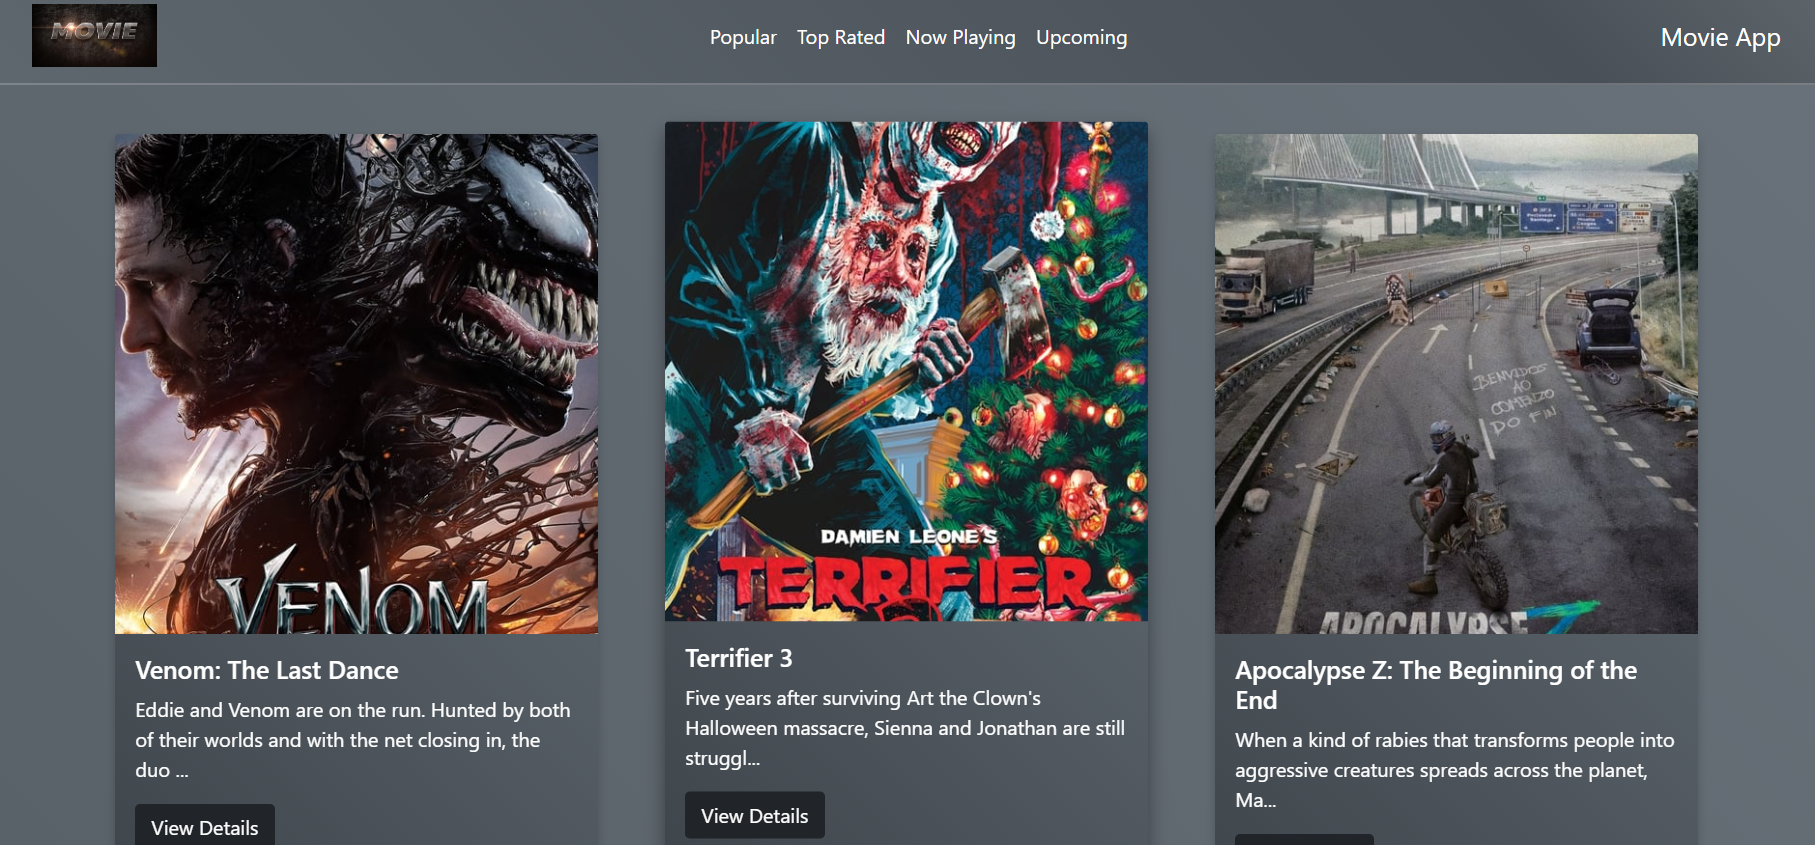 MOVIE
Popular Top Rated Now Playing Upcoming
Movie App
VENOM
Venom: The Last Dance
Eddie and Venom are on the run. Hunted by both
of their worlds and with the net closing in, the
duo ...
View Details
DAMIEN LEONE'S
TERRIFIER
Terrifier 3
Five years after surviving Art the Clown's
Halloween massacre, Sienna and Jonathan are still
struggl...
View Details
BENVIDOS
AO
COMENZO
DO FIN
APOCALYPSE Z
Apocalypse Z: The Beginning of the
End
When a kind of rabies that transforms people into
aggressive creatures spreads across the planet,
Ma...